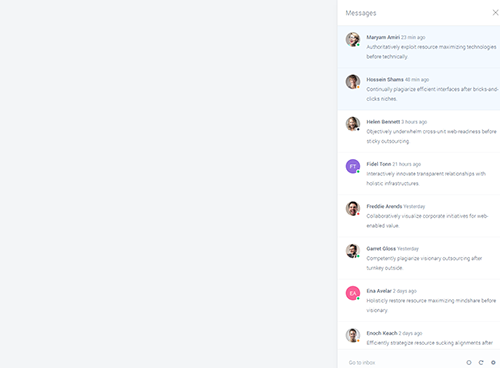 Messages
Maryam Amiri 23 min ago
Authoritatively exploit resource maximizing technologies
before technically.
Hossein Shams 48 min ago
Continually plagiarize efficient interfaces after bricks-and-
clicks niches.
Helen Bennett 3 hours ago
Objectively underwhelm cross-unit web-readiness before
sticky outsourcing.
FT
Fidel Tonn 21 hours ago
Interactively innovate transparent relationships with
holistic infrastructures.
Freddie Arends Yesterday
Collaboratively visualize corporate initiatives for web-
enabled value.
Garret Gloss Yesterday
Competently plagiarize visionary outsourcing after
turnkey outside
EA
Ena Avelar 2 days ago
Holisticly restore resource maximizing mindshare before
visionary.
Enoch Keach 2 days ago
Efficiently strategize resource sucking alignments after
Go to inbox